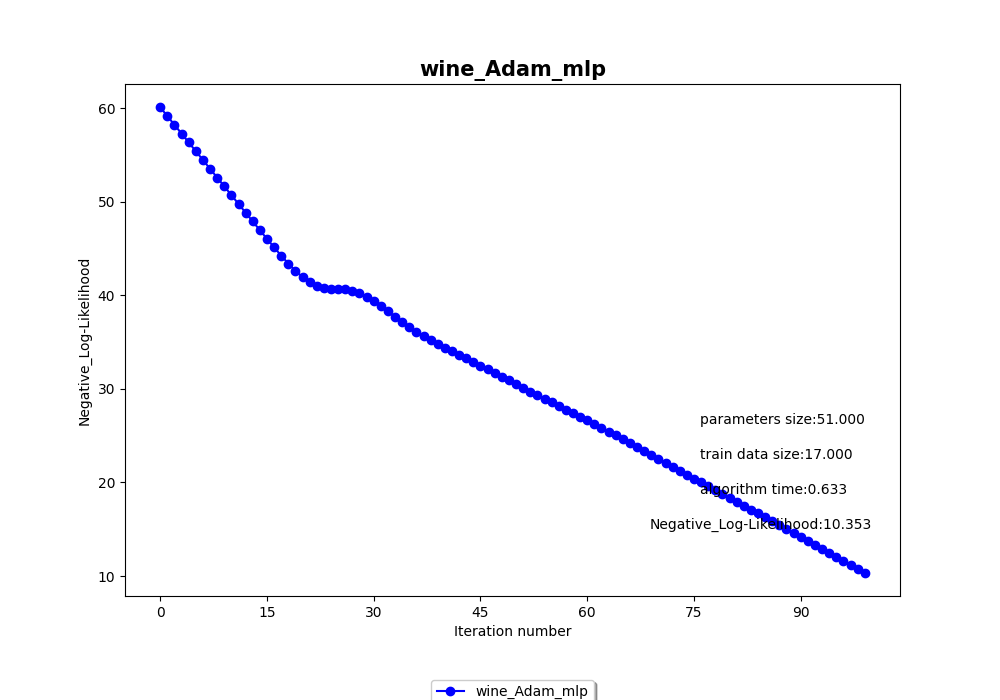 wine_Adam_mlp
60
50
40
30
20
10
Negative_Log-Likelihood
parameters size:51.000
train data size:17.000
algorithm time:0.633
Negative_Log-Likelihood:10.353
0 15 30 45 60 75 90
Iteration number
wine_Adam_mlp